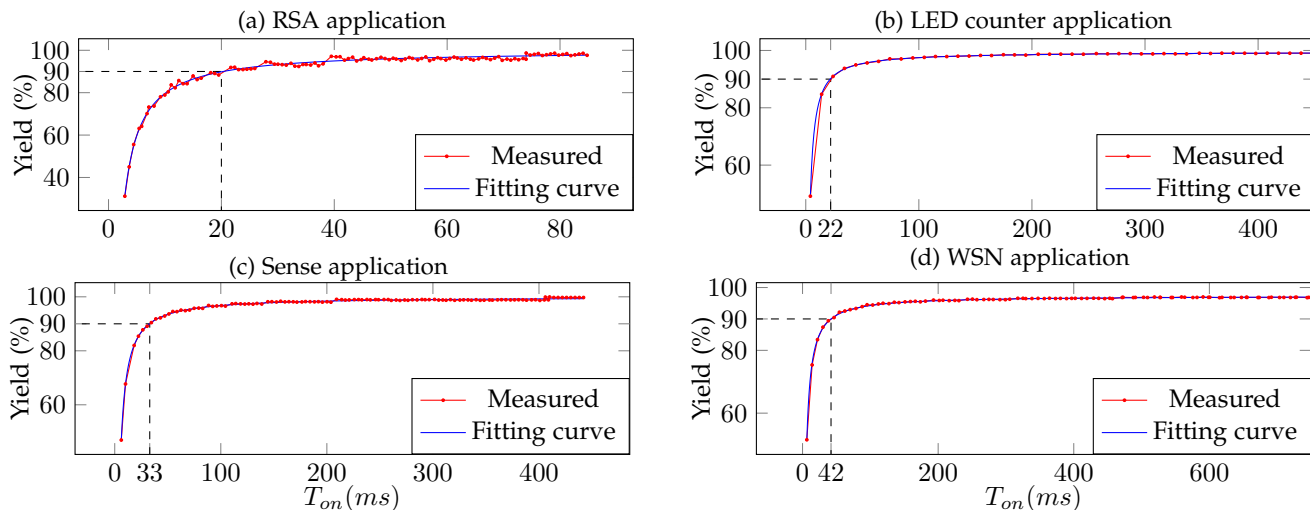 (a) RSA application
Yield (%)
100
90
80
60
40
0
20
40
60
80
Measured
Fitting curve
(b) LED counter application
Yield (%)
100
90
80
60
0
22
100
200
300
400
Measured
Fitting curve
(c) Sense application
Yield (%)
100
90
80
60
0
33
100
200
300
400
T_on(ms)
Measured
Fitting curve
(d) WSN application
Yield (%)
100
90
80
60
0
42
200
400
600
T_on(ms)
Measured
Fitting curve